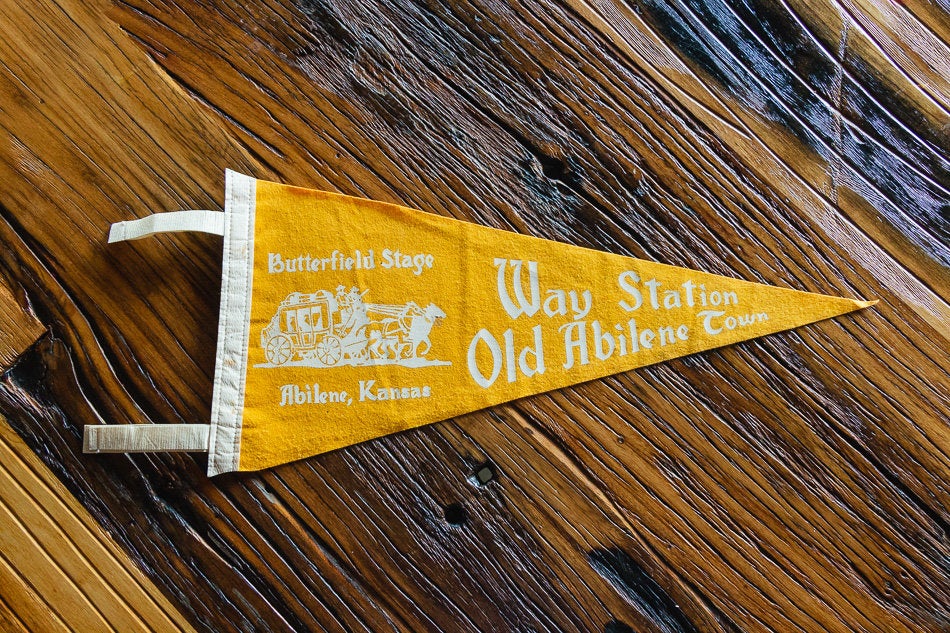 Butterfield Stage
Abilene, Kansas
Way Station
Old Abilene Town